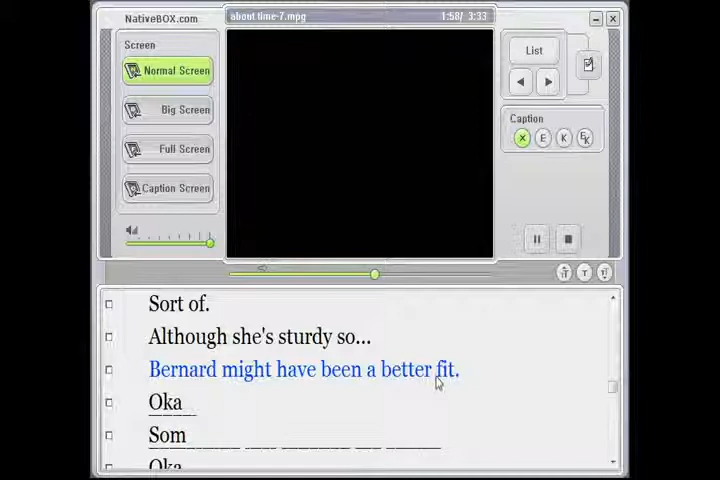 NativeBOX.com
about time-7.mpg 1:58/ 3:33
Screen
Normal Screen
Big Screen
Full Screen
Caption Screen
List
Caption
X E K EK
T T T
Sort of.
Although she's sturdy so...
Bernard might have been a better fit.
Oka
Som
Oka